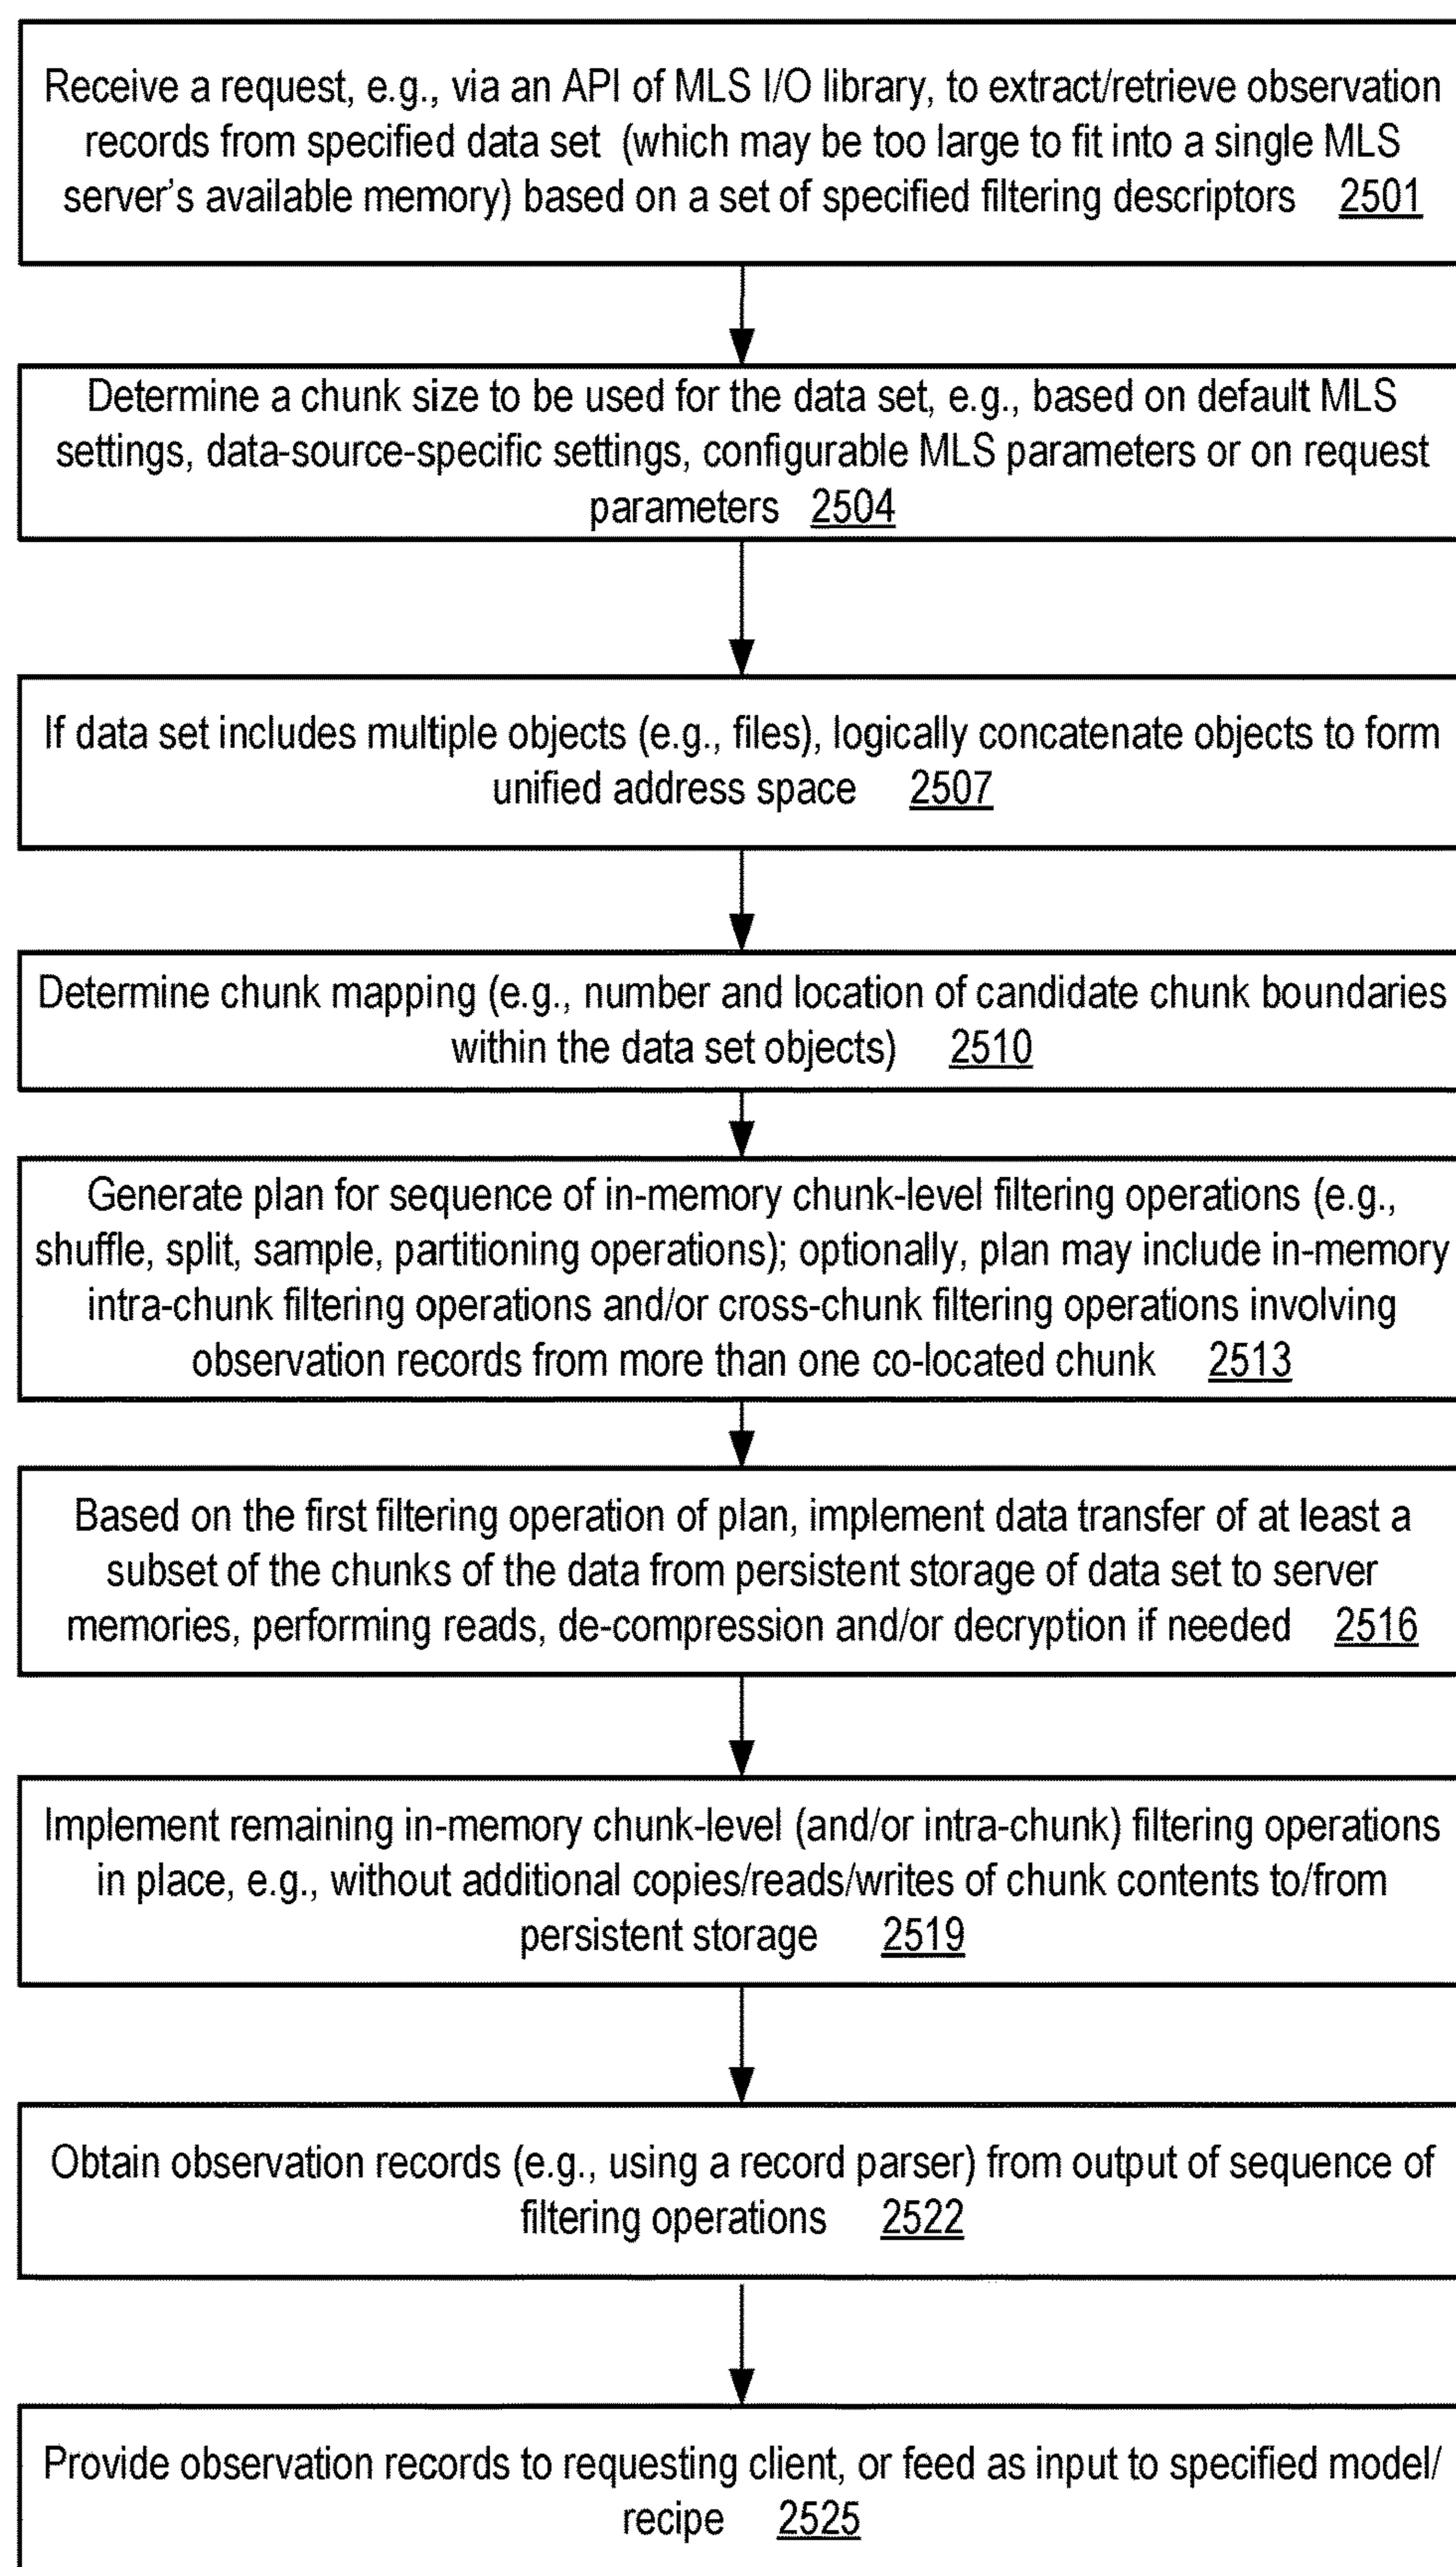 Receive a request, e.g., via an API of MLS I/O library, to extract/retrieve observation
records from specified data set (which may be too large to fit into a single MLS
server's available memory) based on a set of specified filtering descriptors 2501
Determine a chunk size to be used for the data set, e.g., based on default MLS
settings, data-source-specific settings, configurable MLS parameters or on request
parameters 2504
If data set includes multiple objects (e.g., files), logically concatenate objects to form
unified address space 2507
Determine chunk mapping (e.g., number and location of candidate chunk boundaries
within the data set objects) 2510
Generate plan for sequence of in-memory chunk-level filtering operations (e.g.,
shuffle, split, sample, partitioning operations); optionally, plan may include in-memory
intra-chunk filtering operations and/or cross-chunk filtering operations involving
observation records from more than one co-located chunk 2513
Based on the first filtering operation of plan, implement data transfer of at least a
subset of the chunks of the data from persistent storage of data set to server
memories, performing reads, de-compression and/or decryption if needed 2516
Implement remaining in-memory chunk-level (and/or intra-chunk) filtering operations
in place, e.g., without additional copies/reads/writes of chunk contents to/from
persistent storage 2519
Obtain observation records (e.g., using a record parser) from output of sequence of
filtering operations 2522
Provide observation records to requesting client, or feed as input to specified model/
recipe 2525